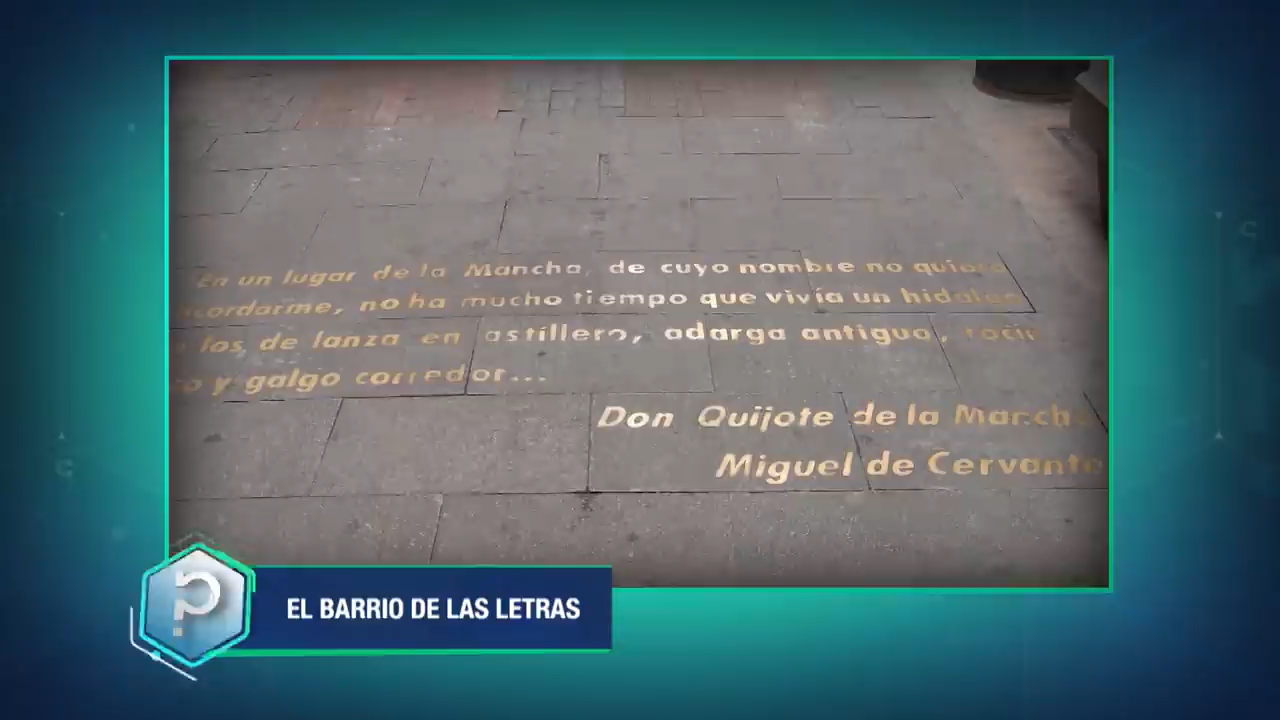 En un lugar de la Mancha, de cuyo nombre no quiero
acordarme, no ha mucho tiempo que vivía un hidalgo
los de lanza en astillero, adarga antigua, rocín
y galgo corredor...
Don Quijote de la Mancha
Miguel de Cervante
EL BARRIO DE LAS LETRAS